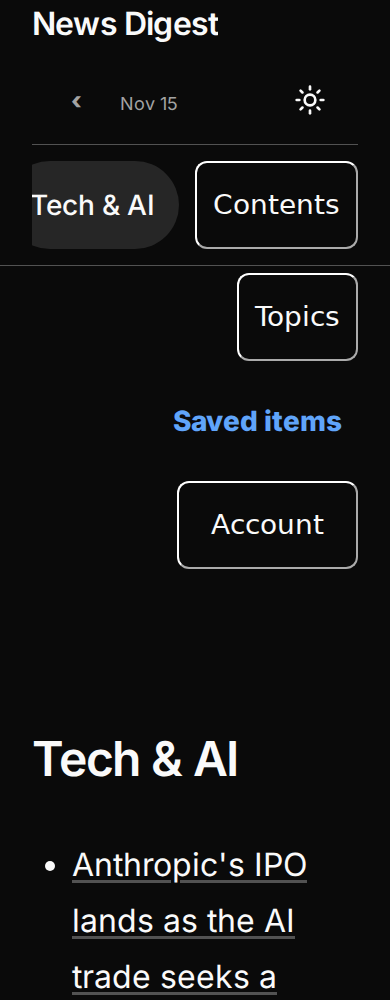 News Digest
‹ Nov 15
Tech & AI Contents
Topics
Saved items
Account
Tech & AI
• Anthropic's IPO
lands as the AI
trade seeks a